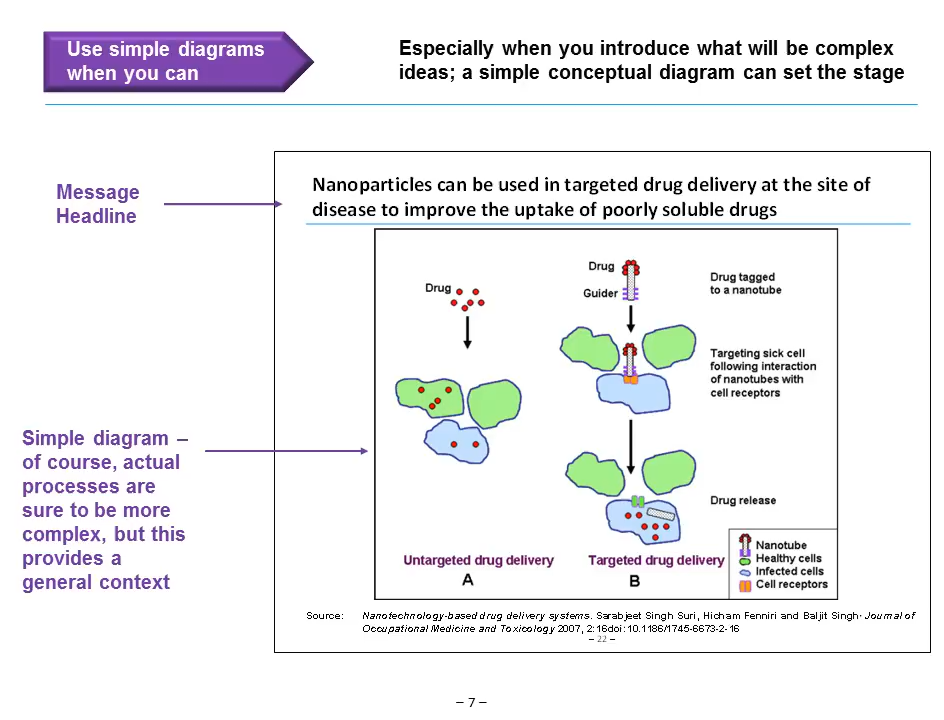 Use simple diagrams
when you can
Especially when you introduce what will be complex
ideas; a simple conceptual diagram can set the stage
Message
Headline
Nanoparticles can be used in targeted drug delivery at the site of
disease to improve the uptake of poorly soluble drugs
Drug
Drug
Guider
Drug tagged
to a nanotube
Targeting sick cell
following interaction
of nanotubes with
cell receptors
Simple diagram –
of course, actual
processes are
sure to be more
complex, but this
provides a
general context
Drug release
Untargeted drug delivery
A
Targeted drug delivery
B
Nanotube
Healthy cells
Infected cells
Cell receptors
Source: Nanotechnology-based drug delivery systems. Sarabjeet Singh Suri, Hicham Fenniri and Baljit Singh· Journal of
Occupational Medicine and Toxicology 2007, 2:16doi:10.1186/1745-6673-2-16
– 22 –
– 7 –